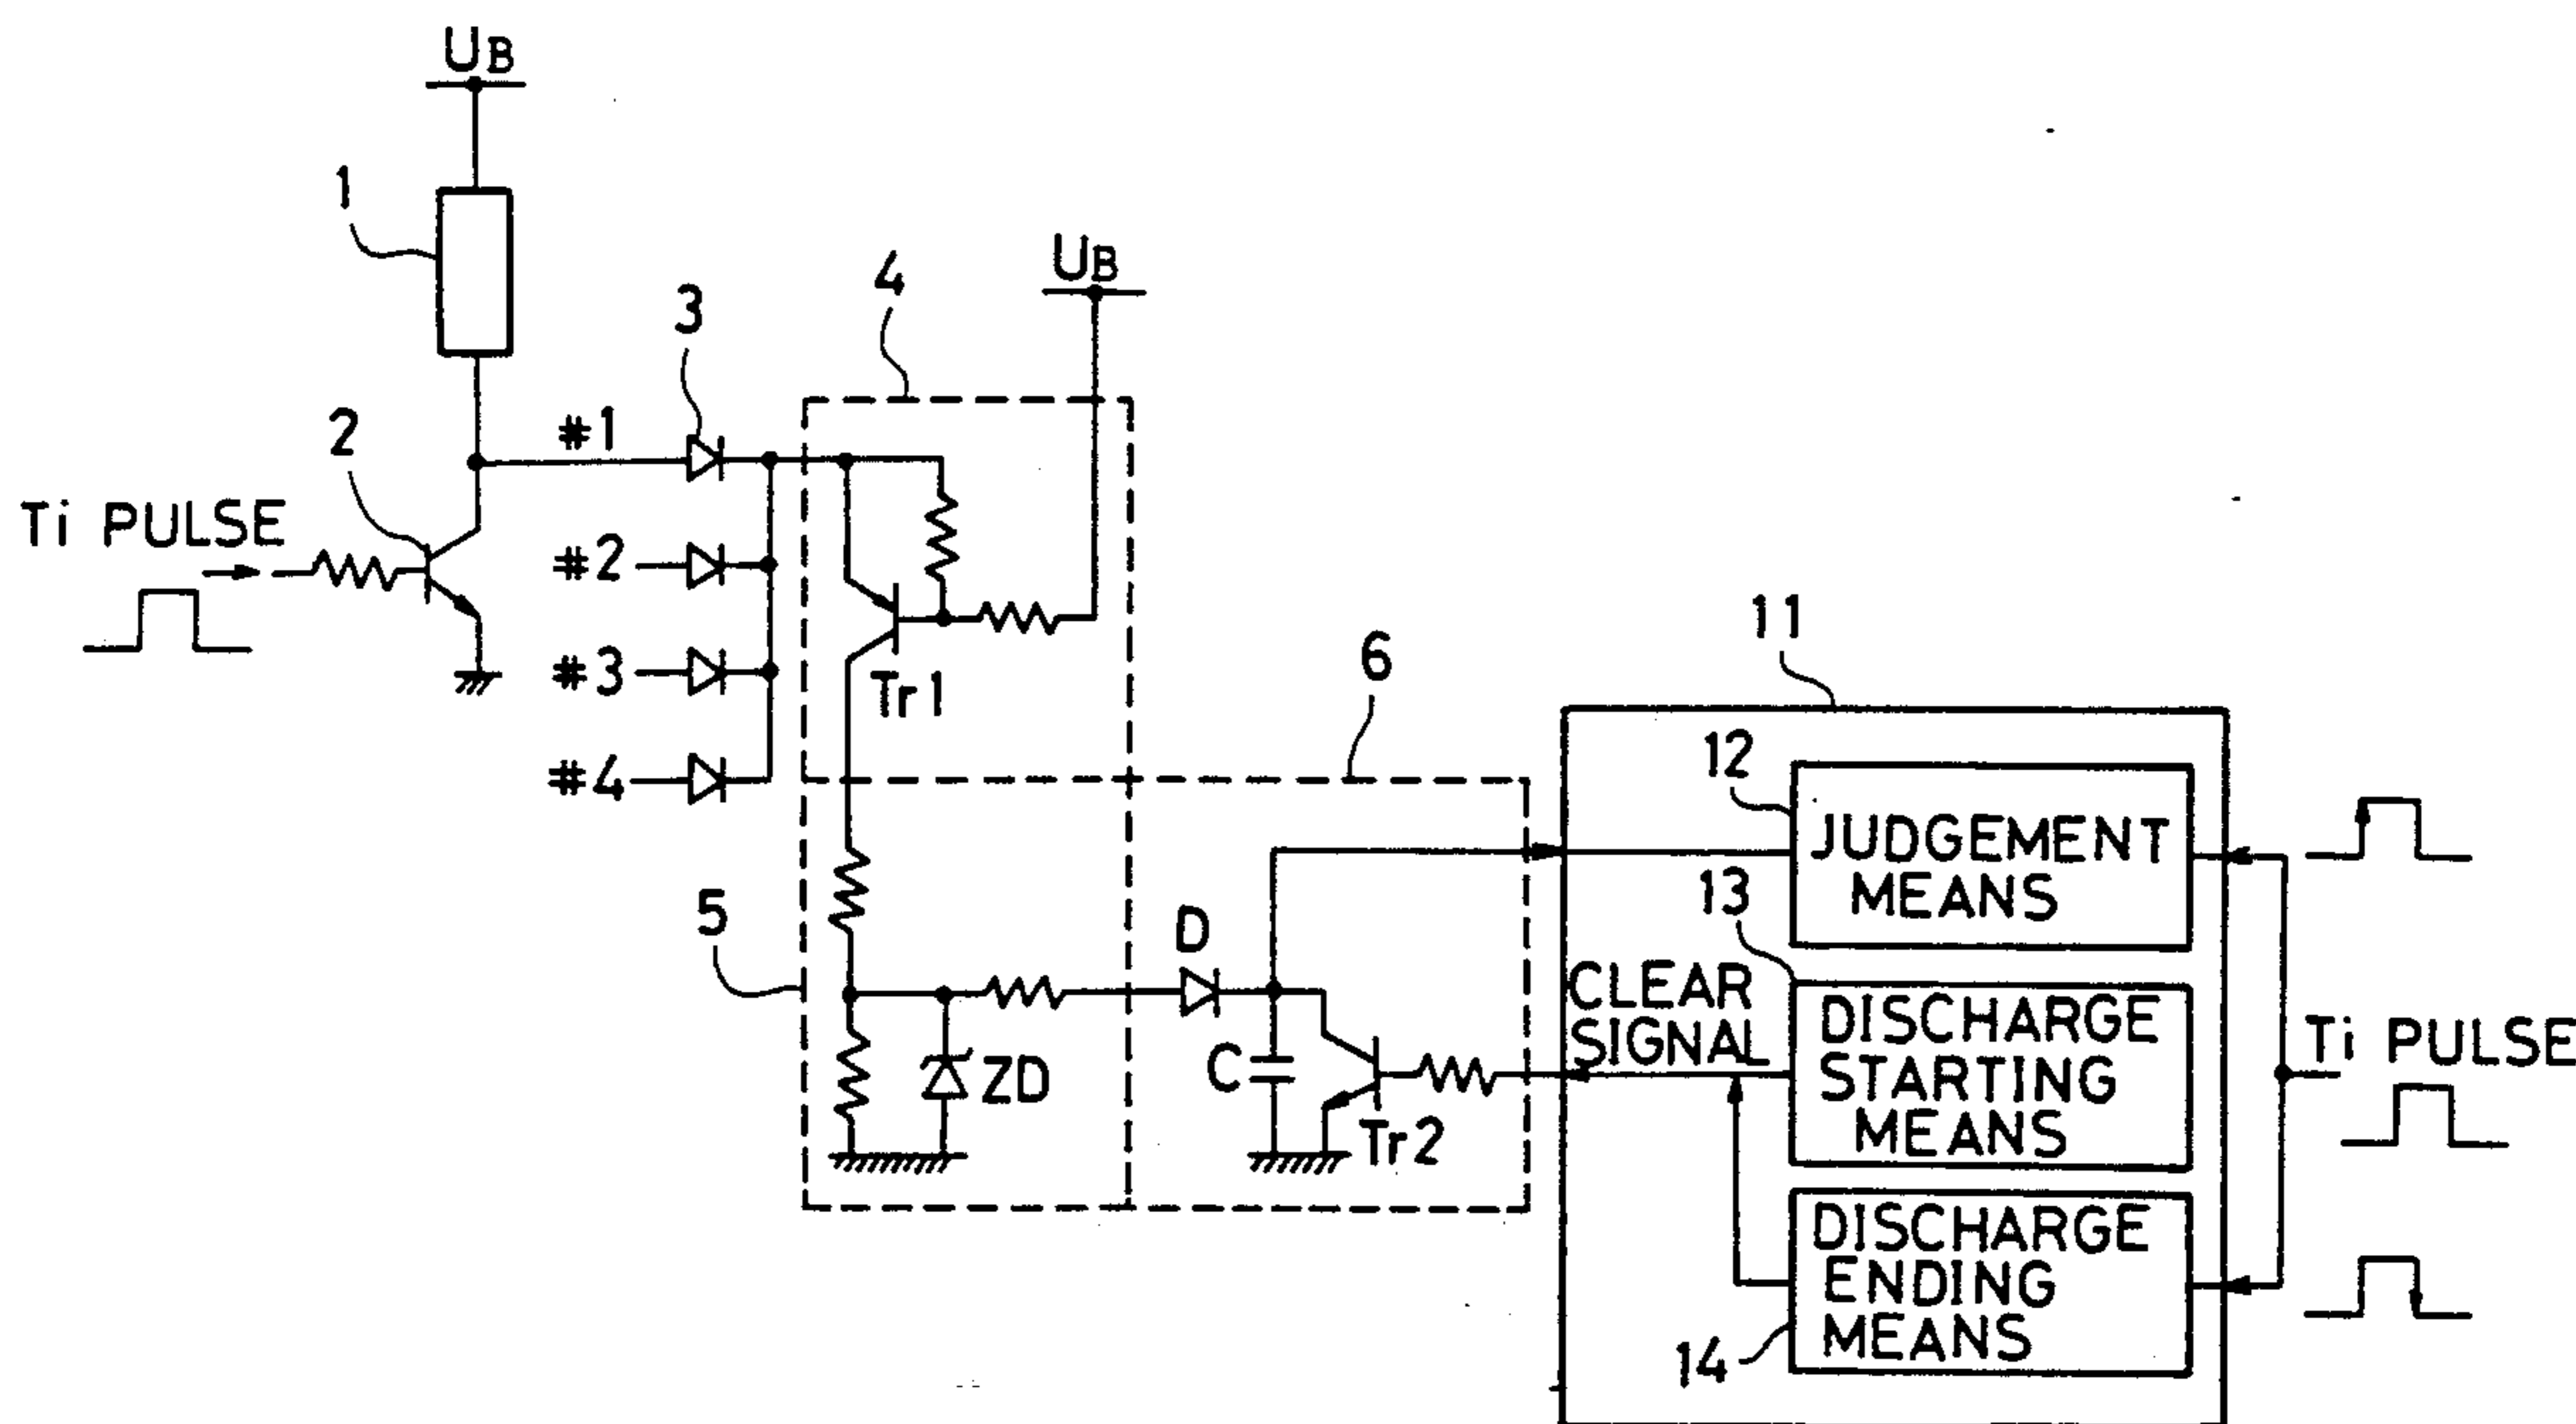 UB
1
4
UB
3
2
#1
Ti PULSE
#2
11
6
#3
Tr1
12
#4
JUDGEMENT
MEANS
13
5
D
CLEAR
SIGNAL
DISCHARGE
STARTING
MEANS
Ti PULSE
C
ZD
Tr2
DISCHARGE
ENDING
MEANS
14